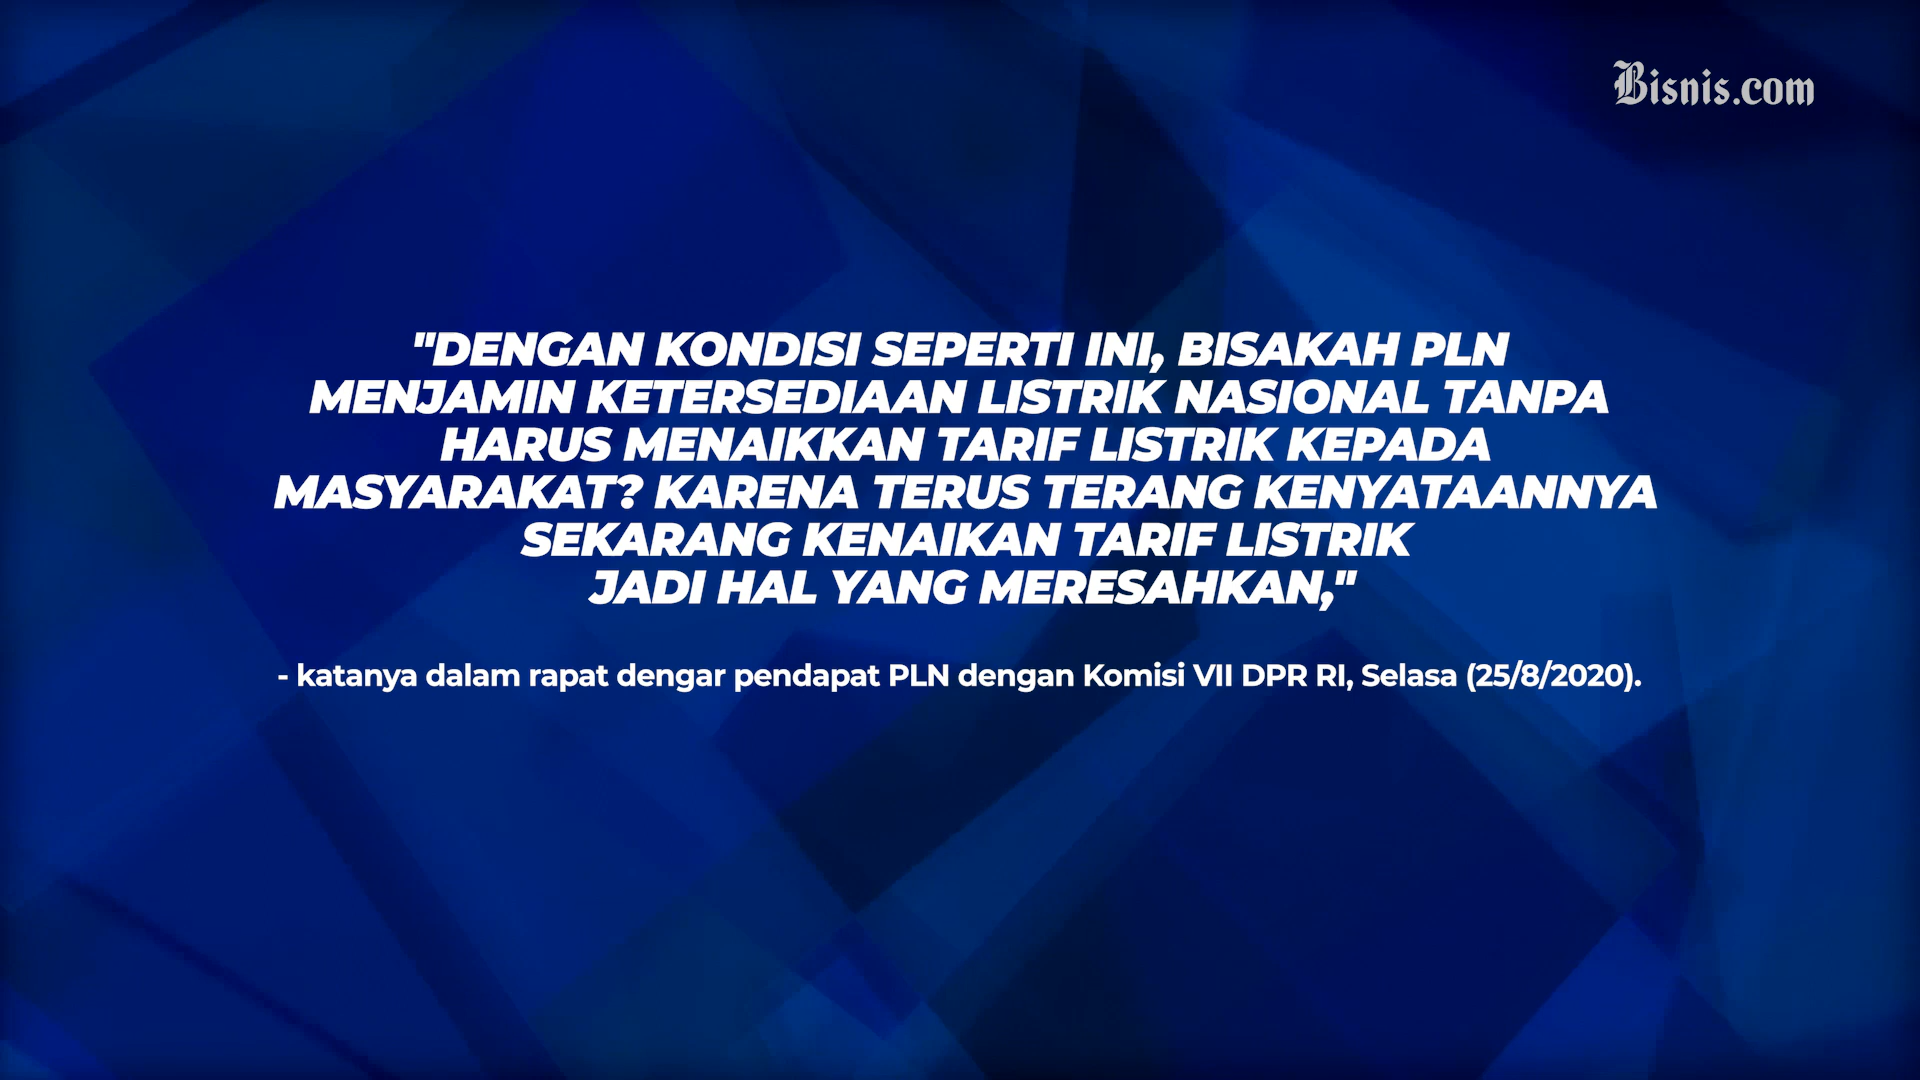 Bisnis.com
"DENGAN KONDISI SEPERTI INI, BISAKAH PLN
MENJAMIN KETERSEDIAAN LISTRIK NASIONAL TANPA
HARUS MENAIKKAN TARIF LISTRIK KEPADA
MASYARAKAT? KARENA TERUS TERANG KENYATAANNYA
SEKARANG KENAIKAN TARIF LISTRIK
JADI HAL YANG MERESAHKAN,"
- katanya dalam rapat dengar pendapat PLN dengan Komisi VII DPR RI, Selasa (25/8/2020).